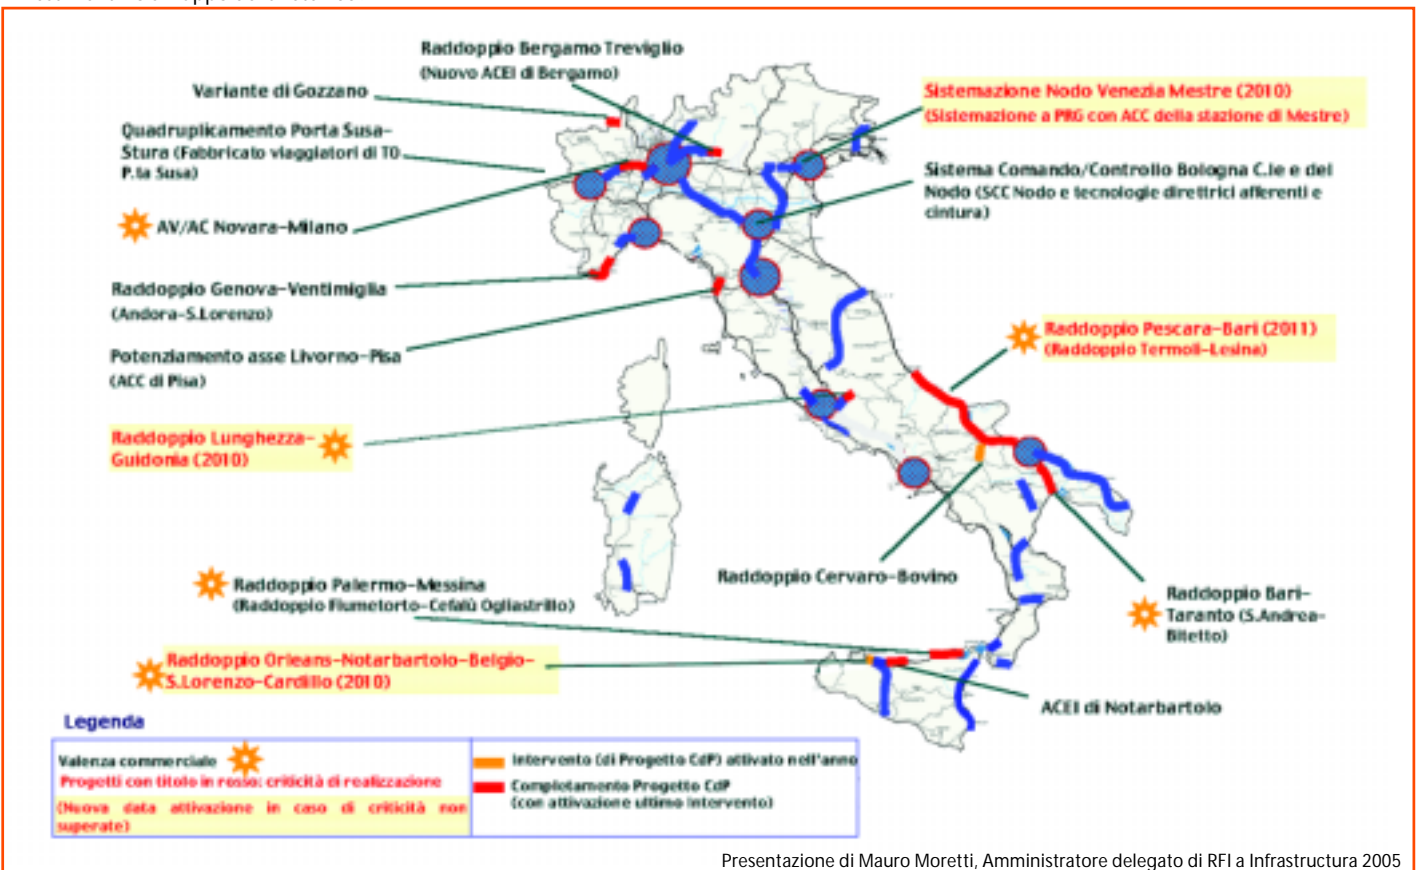 Raddoppio Bergamo Treviglio
(Nuovo ACEI di Bergamo)
Variante di Gozzano
Quadruplicamento Porta Susa-
Stura (Fabbricato viaggiatori di TO
P.ta Susa)
AV/AC Novara-Milano
Raddoppio Genova-Ventimiglia
(Andora-S.Lorenzo)
Potenziamento asse Livorno-Pisa
(ACC di Pisa)
Raddoppio Lunghezza-
Guidonia (2010)
Sistemazione Nodo Venezia Mestre (2010)
(Sistemazione a PRG con ACC della stazione di Mestre)
Sistema Comando/Controllo Bologna C.le e del
Nodo (SCC Nodo e tecnologie direttrici afferenti e
cintura)
Raddoppio Pescara-Bari (2011)
(Raddoppio Termoli-Lesina)
Raddoppio Cervaro-Bovino
Raddoppio Bari-
Taranto (S.Andrea-
Bitetto)
Raddoppio Palermo-Messina
(Raddoppio Fiumetorto-Cefalù Ogliastrillo)
Raddoppio Orleans-Notarbartolo-Belgio-
S.Lorenzo-Cardillo (2010)
ACEI di Notarbartolo
Legenda
Valenza commerciale
Progetti con titolo in rosso: criticità di realizzazione
(Nuova data attivazione in caso di criticità non
superate)
Intervento (di Progetto CdP) attivato nell'anno
Completamento Progetto CdP
(con attivazione ultimo intervento)
Presentazione di Mauro Moretti, Amministratore delegato di RFI a Infrastructura 2005